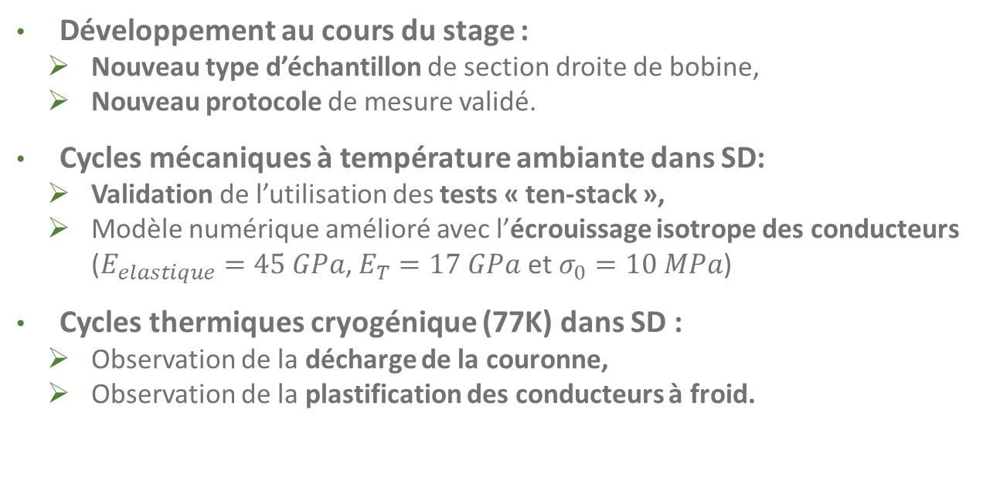 • Développement au cours du stage :
➢ Nouveau type d’échantillon de section droite de bobine,
➢ Nouveau protocole de mesure validé.
• Cycles mécaniques à température ambiante dans SD:
➢ Validation de l’utilisation des tests « ten-stack »,
➢ Modèle numérique amélioré avec l’écrouissage isotrope des conducteurs
(E_elastique = 45 GPa, E_T = 17 GPa et σ_0 = 10 MPa)
• Cycles thermiques cryogénique (77K) dans SD :
➢ Observation de la décharge de la couronne,
➢ Observation de la plastification des conducteurs à froid.